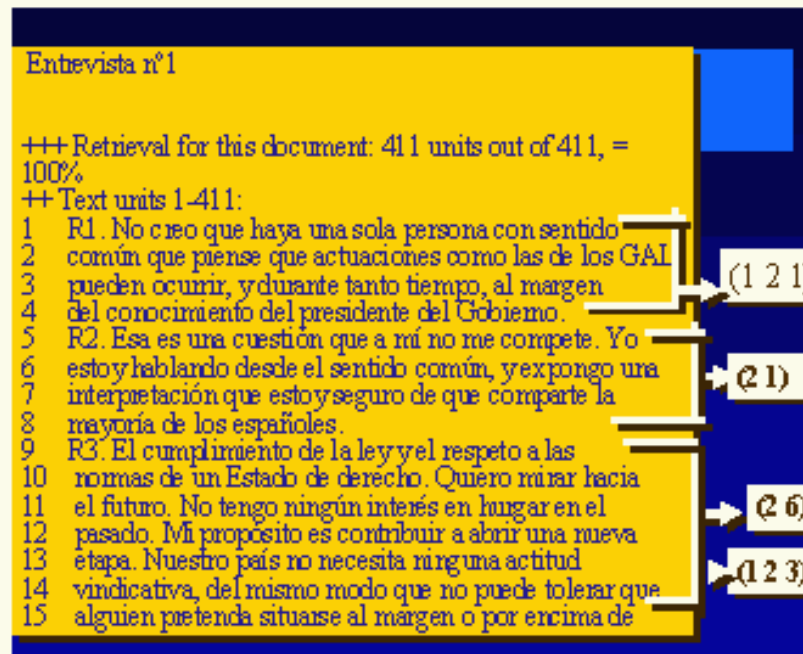 Entrevista nº1
+++ Retrieval for this document: 411 units out of 411, =
100%
++ Text units 1-411:
1 R1. No creo que haya una sola persona con sentido
2 común que piense que actuaciones como las de los GAL
3 pueden ocurrir, y durante tanto tiempo, al margen
4 del conocimiento del presidente del Gobierno.
(1 2 1)
5 R2. Esa es una cuestión que a mí no me compete. Yo
6 estoy hablando desde el sentido común, y expongo una
(2 1)
7 interpretación que estoy seguro de que comparte la
8 mayoría de los españoles.
9 R3. El cumplimiento de la ley y el respeto a las
10 normas de un Estado de derecho. Quiero mirar hacia
11 el futuro. No tengo ningún interés en hurgar en el
(2 6)
12 pasado. Mi propósito es contribuir a abrir una nueva
13 etapa. Nuestro país no necesita ninguna actitud
(1 2 3)
14 vindicativa, del mismo modo que no puede tolerar que
15 alguien pretenda situarse al margen o por encima de